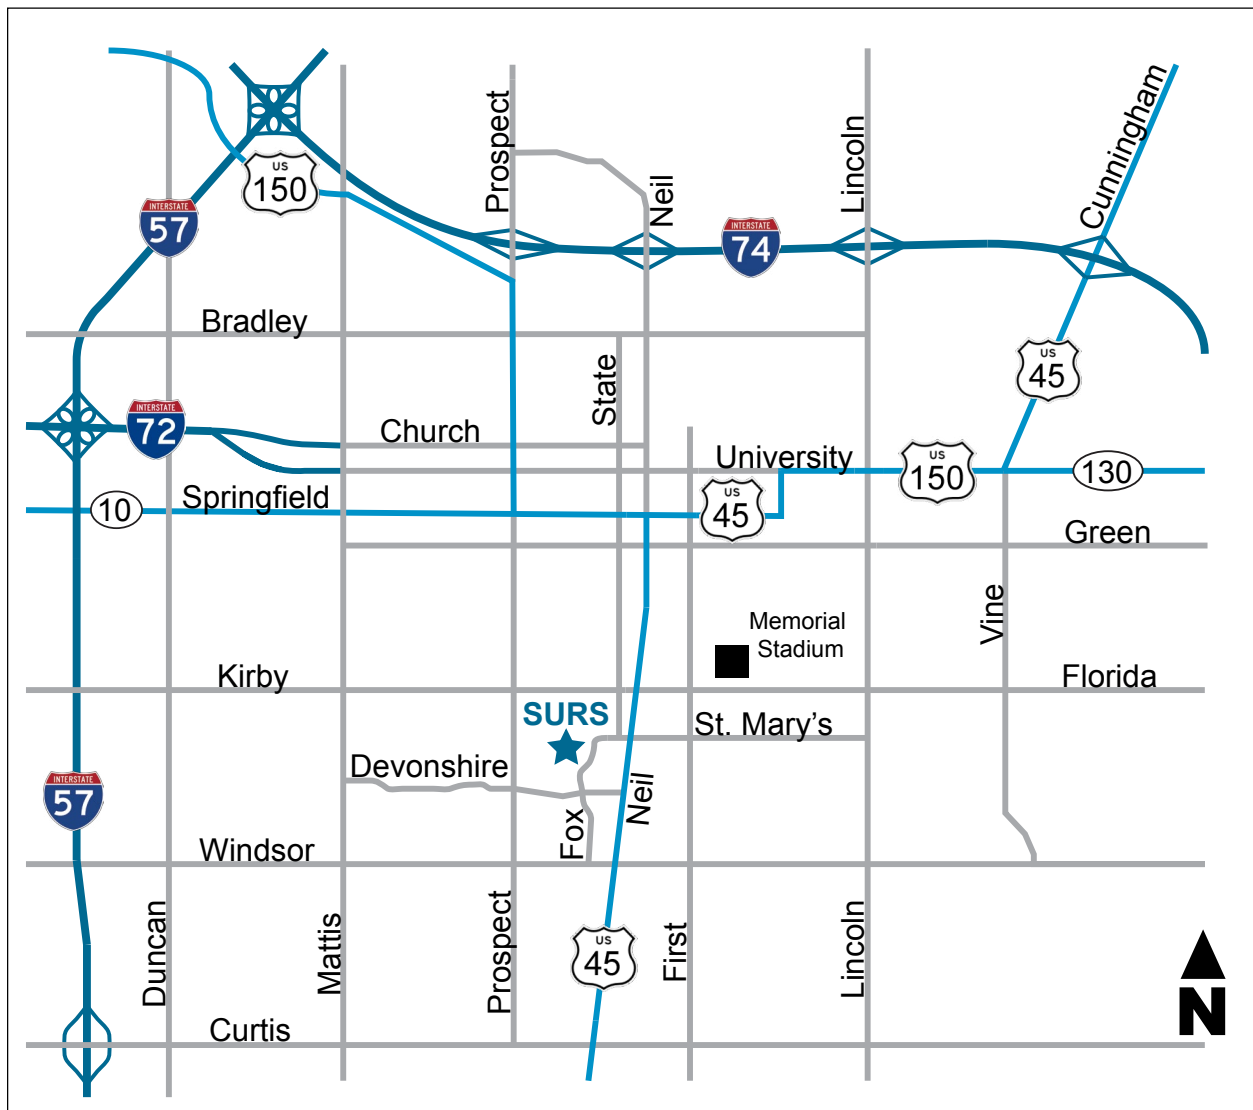 Prospect
Neil
Lincoln
Cunningham
US
150
INTERSTATE
57
INTERSTATE
74
Bradley
State
US
45
INTERSTATE
72
Church
University
US
150
130
Springfield
10
US
45
Green
Vine
Memorial
Stadium
Kirby
Florida
SURS
St. Mary's
Devonshire
INTERSTATE
57
Neil
Fox
Windsor
Duncan
Mattis
Prospect
US
45
First
Lincoln
Curtis
N